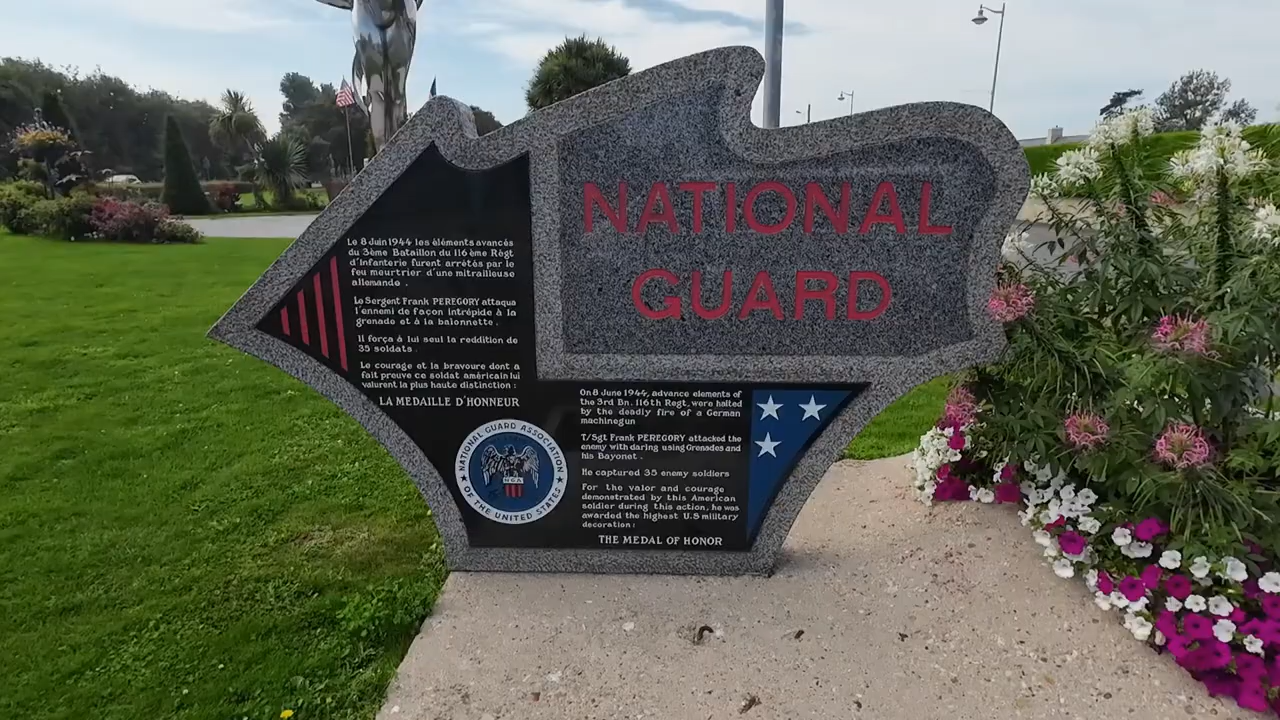 NATIONAL
GUARD
Le 8 Juin 1944 les éléments avancés
du 3ème Bataillon du 116 ème Règt
d'Infanterie furent arrêtés par le
feu meurtrier d'une mitrailleuse
allemande .
Le Sergent Frank PEREGORY attaqua
l'ennemi de façon intrépide à la
grenade et à la baïonnette .
Il força à lui seul la reddition de
35 soldats .
Le courage et la bravoure dont a
fait preuve ce soldat américain lui
valurent la plus haute distinction :
LA MEDAILLE D'HONNEUR
NATIONAL GUARD ASSOCIATION
OF THE UNITED STATES
NGA
On 8 June 1944, advance elements of
the 3rd Bn. 116th Regt, were halted
by the deadly fire of a German
machinegun
T/Sgt Frank PEREGORY attacked the
enemy with daring using Grenades and
his Bayonet .
He captured 35 enemy soldiers
For the valor and courage
demonstrated by this American
soldier during this action, he was
awarded the highest U.S military
decoration :
THE MEDAL OF HONOR